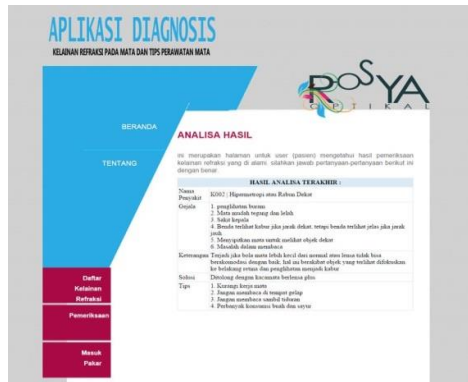 APLIKASI DIAGNOSIS
KELAINAN REFRAKSI PADA MATA DAN TIPS PERAWATAN MATA
ROSYA
OPTIKAL
BERANDA
TENTANG
ANALISA HASIL
Ini merupakan halaman untuk user (pasien) mengetahui hasil pemeriksaan
kelainan refraksi yang di alami. silahkan jawab pertanyaan-pertanyaan berikut ini
dengan benar.
HASIL ANALISA TERAKHIR :
Nama
Penyakit
K002 | Hipermetropi atau Rabun Dekat
Gejala
1. penglihatan buram
2. Mata mudah tegang dan lelah
3. Sakit kepala
4. Benda terlihat kabur jika jarak dekat, tetapi benda terlihat jelas jika jarak
jauh
5. Menyipitkan mata untuk melihat objek dekat
6. Masalah dalam membaca
Keterangan
Terjadi jika bola mata lebih kecil dari normal atau lensa tidak bisa
berakomodasi dengan baik. hal ini berakibat objek yang terlihat difokuskan
ke belakang retina dan penglihatan menjadi kabur
Solusi
Ditolong dengan kacamata berlensa plus
Tips
1. Kurangi kerja mata
2. Jangan membaca di tempat gelap
3. Jangan membaca sambil tiduran
4. Perbanyak konsumsi buah dan sayur
Daftar
Kelainan
Refraksi
Pemeriksaan
Masuk
Pakar